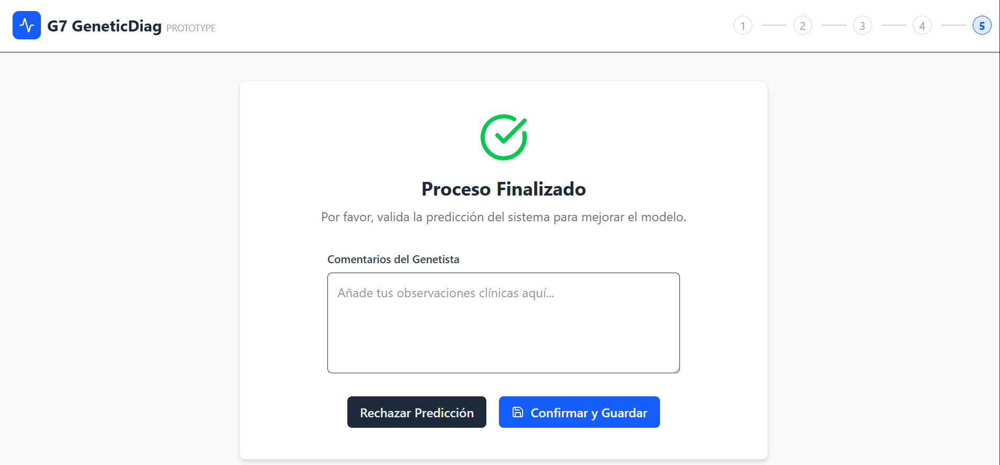 G7 GeneticDiag PROTOTYPE
1 2 3 4 5
Proceso Finalizado
Por favor, valida la predicción del sistema para mejorar el modelo.
Comentarios del Genetista
Añade tus observaciones clínicas aquí...
Rechazar Predicción
Confirmar y Guardar